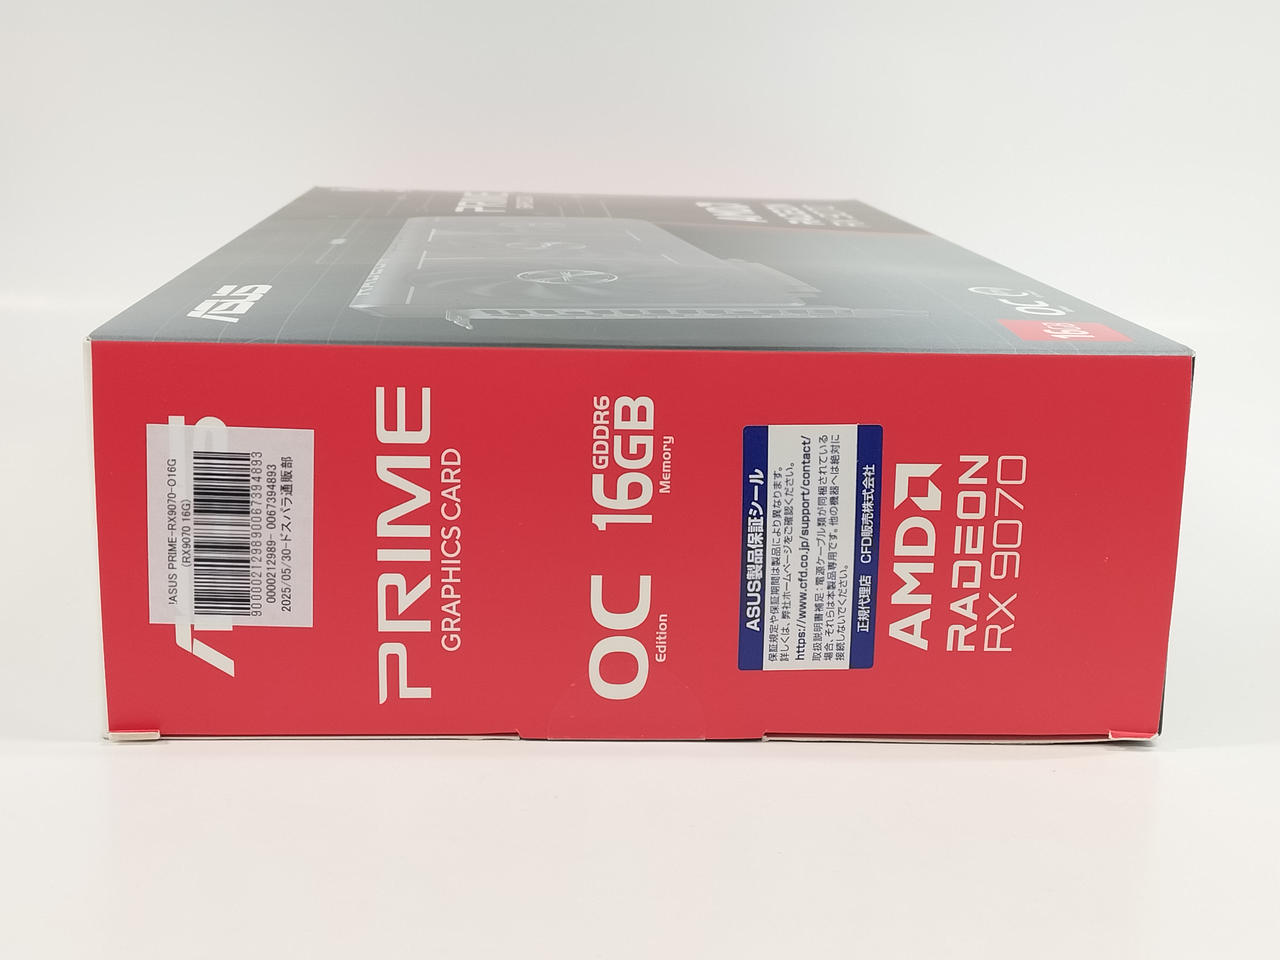 PRIME
AMD
RADEON
ASUS
OC
16GB
ASUS PRIME-RX9070-O16G
(RX9070 16G)
9000021298900067394893
0000212989- 0067394893
2025/05/30-ドスパラ通販部
PRIME
GRAPHICS CARD
OC
Edition
GDDR6
16GB
Memory
ASUS製品保証シール
保証規定や保証期間は製品により異なります。
詳しくは、弊社ホームページをご確認ください。
https://www.cfd.co.jp/support/contact/
取扱説明書補足：電源ケーブル類が同梱されている
場合、それらは本製品専用です。他の機器へは絶対に
接続しないでください。
正規代理店 CFD販売株式会社
AMD
RADEON
RX 9070